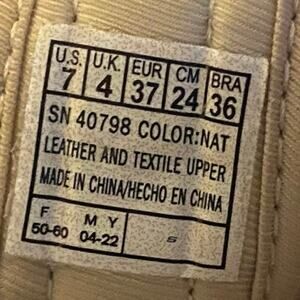 U.S. U.K. EUR CM BRA
7 4 37 24 36
SN 40798 COLOR:NAT
LEATHER AND TEXTILE UPPER
MADE IN CHINA/HECHO EN CHINA
F M Y
50-60 04-22 S